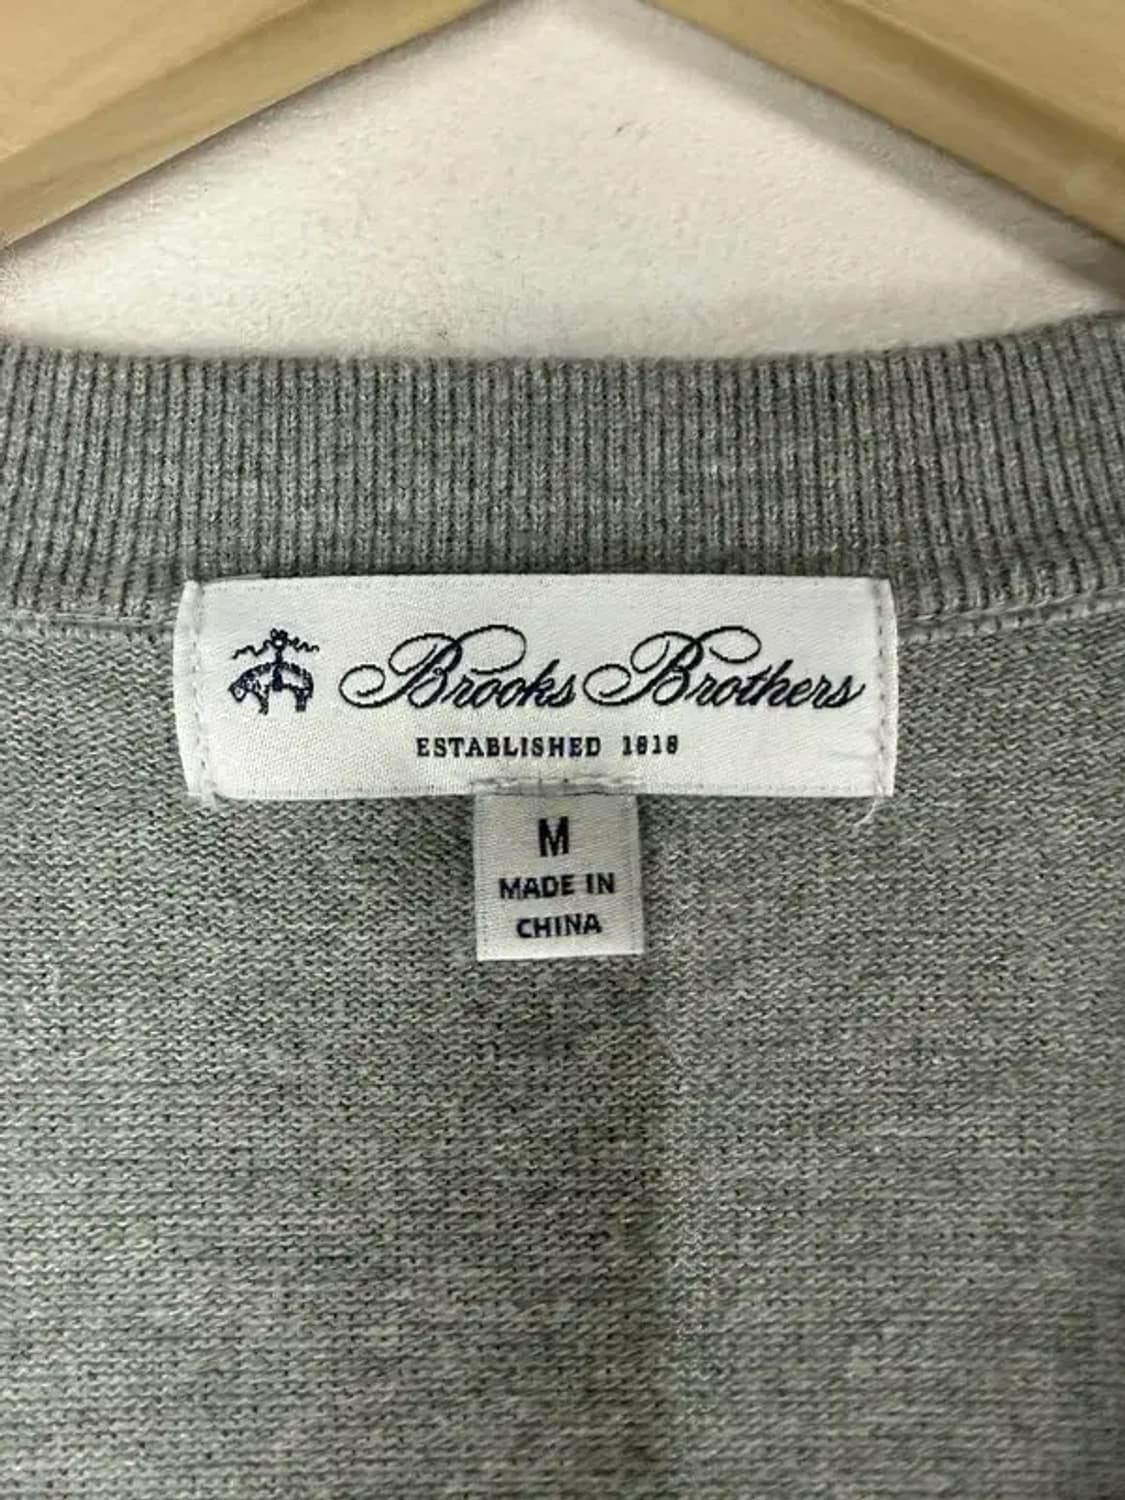 Brooks Brothers
ESTABLISHED 1818
M
MADE IN
CHINA